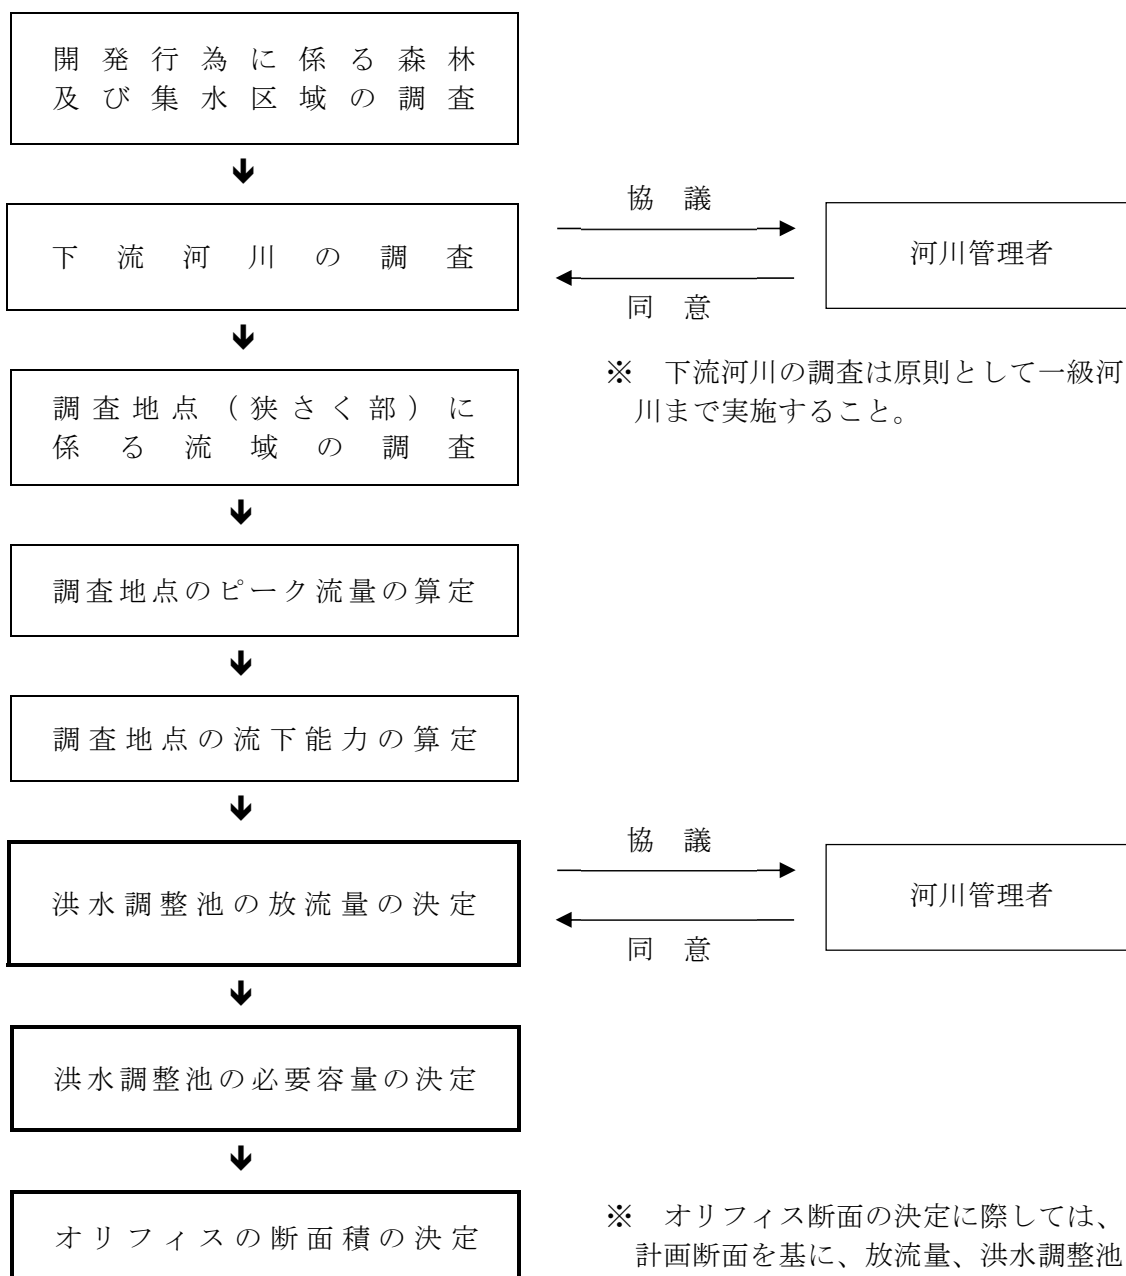 開発行為に係る森林
及び集水区域の調査
下流河川の調査
協議
同意
河川管理者
※　下流河川の調査は原則として一級河
川まで実施すること。
調査地点（狭さく部）に
係る流域の調査
調査地点のピーク流量の算定
調査地点の流下能力の算定
洪水調整池の放流量の決定
協議
同意
河川管理者
洪水調整池の必要容量の決定
オリフィスの断面積の決定
※　オリフィス断面の決定に際しては、
計画断面を基に、放流量、洪水調整池